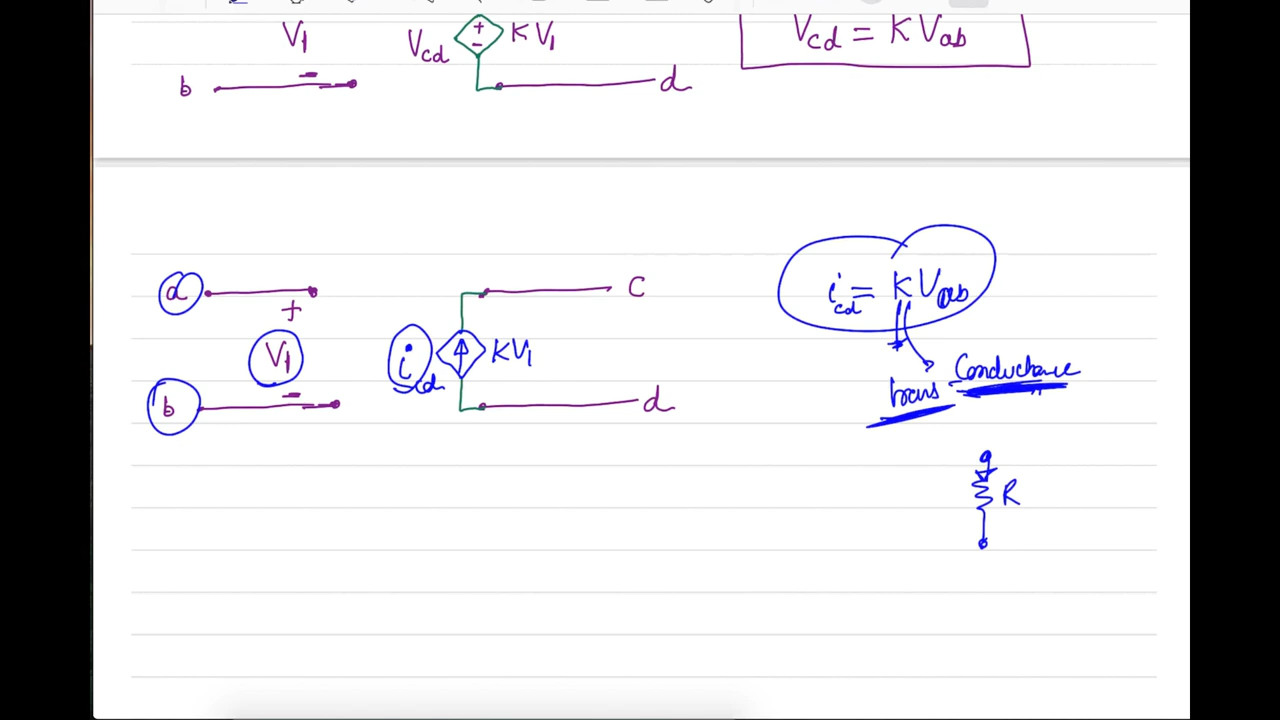 V1
Vcd
+
-
KV1
Vcd = KVab
b
-
d
a
+
C
icd = KVab
V1
icd
KV1
Conductance
trans -
b
-
d
R